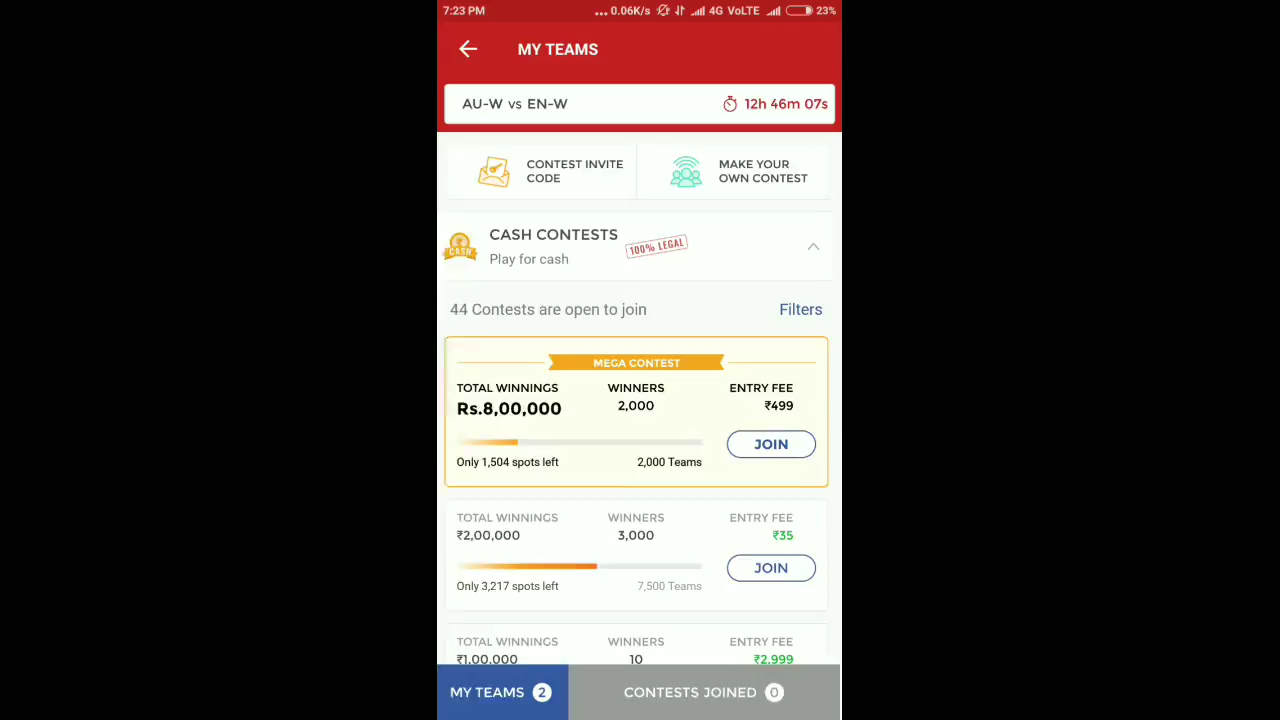 7:23 PM ... 0.06K/s 4G VoLTE 23%
MY TEAMS
AU-W vs EN-W 12h 46m 07s
CONTEST INVITE CODE
MAKE YOUR OWN CONTEST
CASH
CASH CONTESTS
100% LEGAL
Play for cash
44 Contests are open to join Filters
MEGA CONTEST
TOTAL WINNINGS WINNERS ENTRY FEE
Rs.8,00,000 2,000 ₹499
JOIN
Only 1,504 spots left 2,000 Teams
TOTAL WINNINGS WINNERS ENTRY FEE
₹2,00,000 3,000 ₹35
JOIN
Only 3,217 spots left 7,500 Teams
TOTAL WINNINGS WINNERS ENTRY FEE
₹1,00,000 10 ₹2,999
MY TEAMS 2 CONTESTS JOINED 0